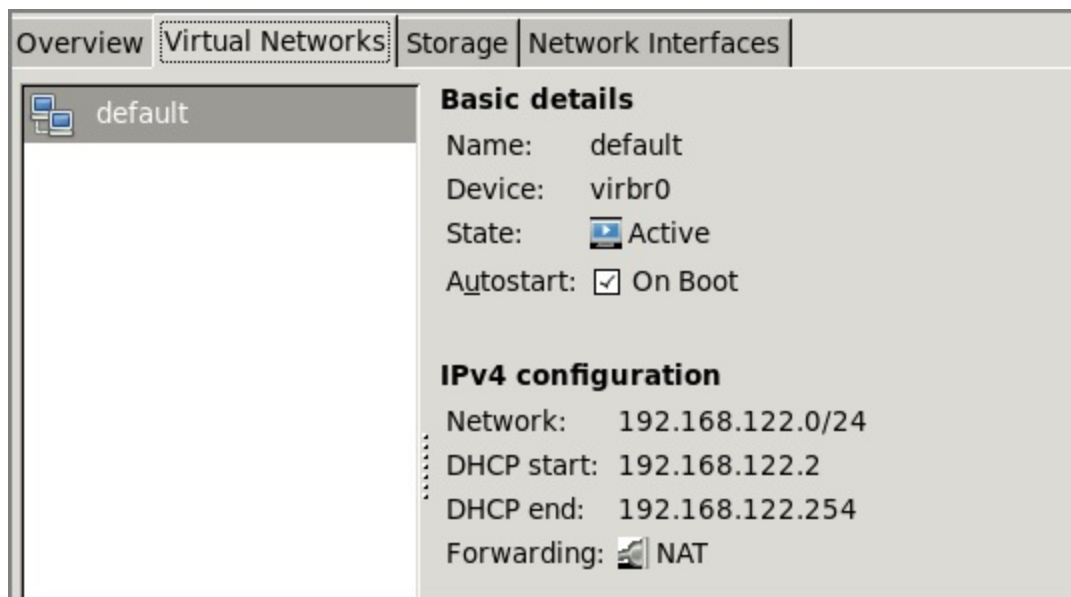 Overview Virtual Networks Storage Network Interfaces
default
Basic details
Name: default
Device: virbr0
State: Active
Autostart: On Boot
IPv4 configuration
Network: 192.168.122.0/24
DHCP start: 192.168.122.2
DHCP end: 192.168.122.254
Forwarding: NAT